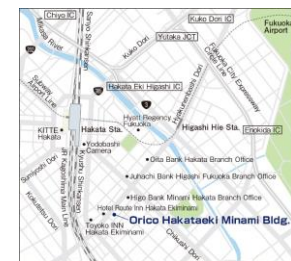 Chiyo IC
Sanyo Shinkansen
Mikasa River
Kuko Dori
Kuko Dori IC
Yutaka JCT
Fukuoka
Airport
Fukuoka City Expressway
Circle Line
Subway
Airport Line
Hakata Eki Higashi IC
3
KITTE
Hakata
Hakata Sta.
Hyatt Regency
Fukuoka
Higashi Hie Sta.
Enokida IC
Yodobashi
Camera
Sumiyoshi Dori
Oita Bank Hakata Branch Office
Juhachi Bank Higashi Fukuoka Branch Office
Kyushu Shinkansen
JR Kagoshima Main Line
Higo Bank Minami Hakata Branch Office
Hotel Route Inn Hakata Ekiminami
Orico Hakataeki Minami Bldg.
Toyoko INN
Hakata Ekiminami
Chikushi Dori